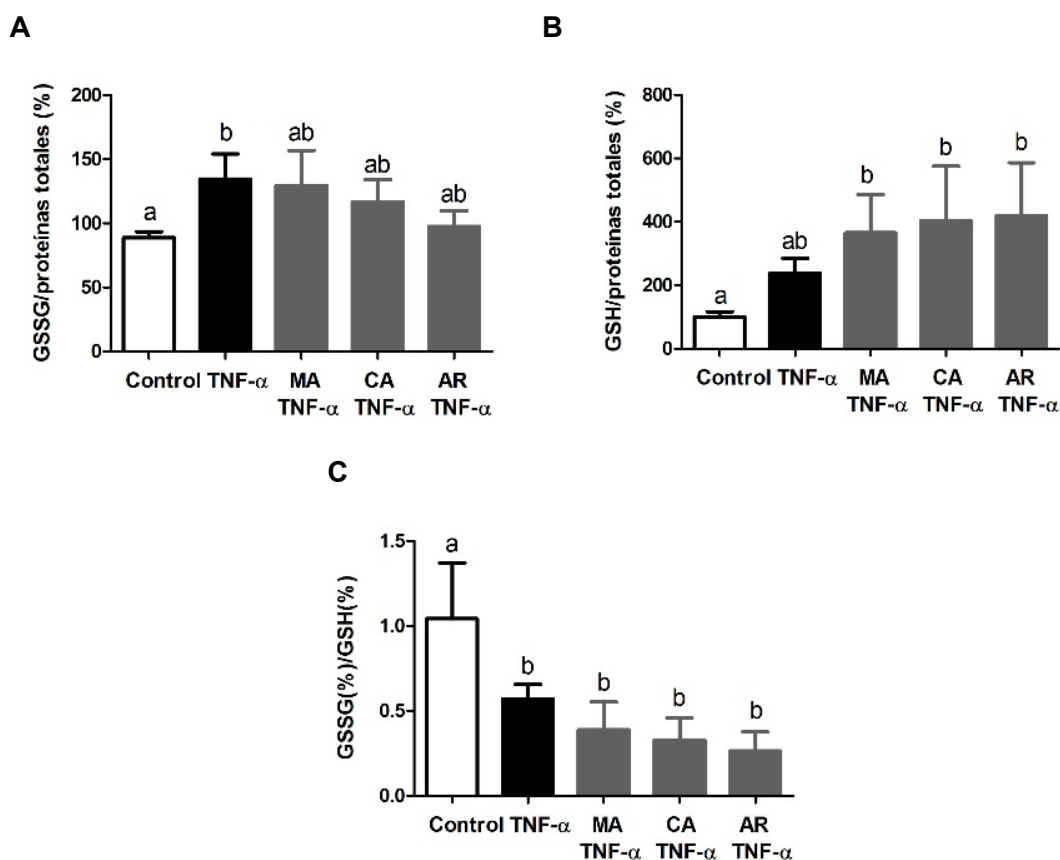 A
GSSG/proteínas totales (%)
200
150
100
50
0
a
b
ab
ab
ab
Control TNF-α MA CA AR
TNF-α TNF-α TNF-α
B
GSH/proteínas totales (%)
800
600
400
200
0
a
ab
b
b
b
Control TNF-α MA CA AR
TNF-α TNF-α TNF-α
C
GSSG(%)/GSH(%)
1.5
1.0
0.5
0.0
a
b
b
b
b
Control TNF-α MA CA AR
TNF-α TNF-α TNF-α